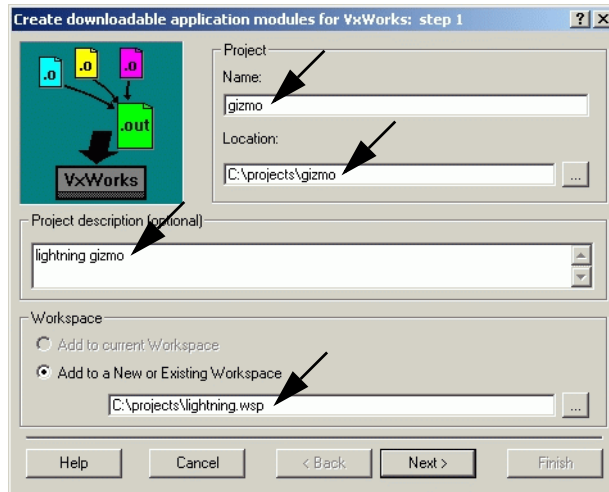 Create downloadable application modules for VxWorks: step 1
.o
.o
.o
.out
VxWorks
Project
Name:
gizmo
Location:
C:\projects\gizmo
...
Project description (optional)
lightning gizmo
Workspace
Add to current Workspace
Add to a New or Existing Workspace
C:\projects\lightning.wsp
...
Help
Cancel
< Back
Next >
Finish